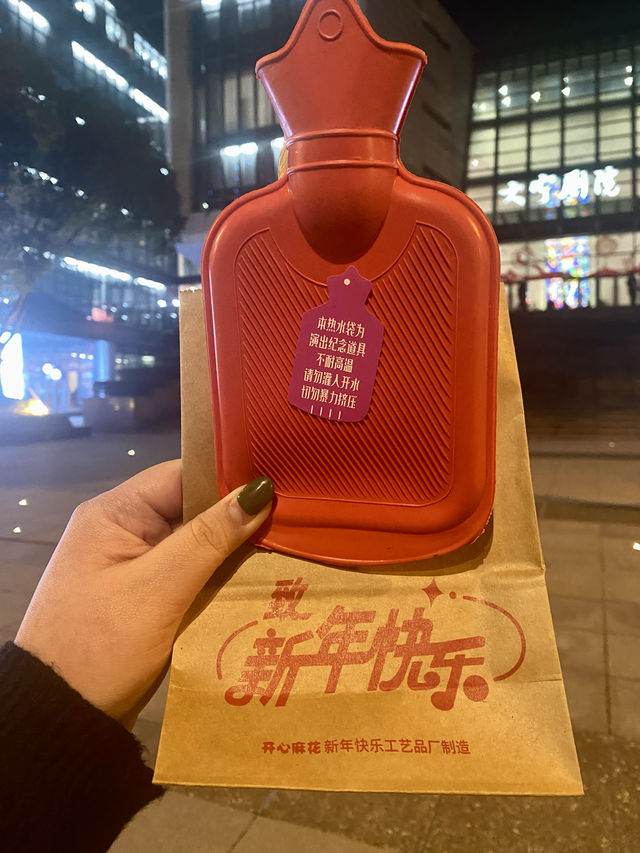 大宁剧院
本热水袋为
演出纪念道具
不耐高温
请勿灌入开水
切勿暴力挤压
!!!!
致
新年快乐
开心麻花 新年快乐工艺品厂制造